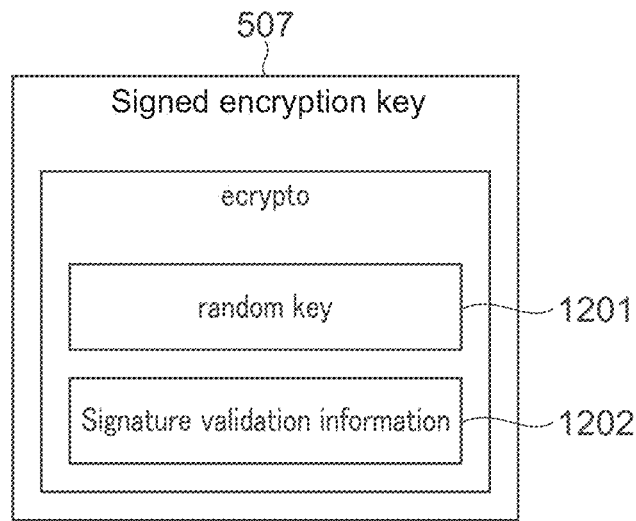 507
Signed encryption key
ecrypto
random key
1201
Signature validation information
1202